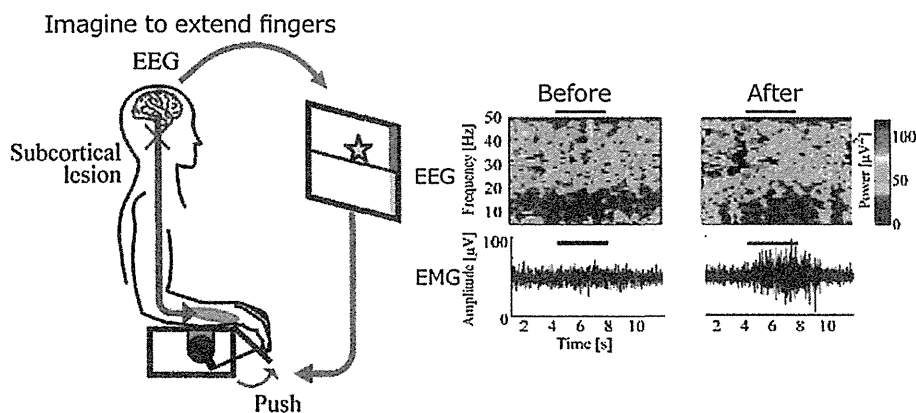 Imagine to extend fingers
EEG
Subcortical
lesion
Push
Before
After
EEG
Frequency [Hz]
50
40
30
20
10
Power [μV²]
100
50
0
EMG
Amplitude [μV]
100
0
2 4 6 8 10
2 4 6 8 10
Time [s]